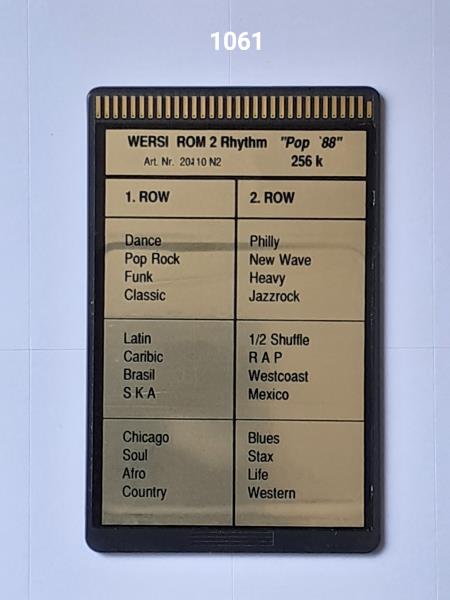 1061
WERSI ROM 2 Rhythm "Pop `88"
Art. Nr. 20410 N2 256 k
1. ROW 2. ROW
Dance Philly
Pop Rock New Wave
Funk Heavy
Classic Jazzrock
Latin 1/2 Shuffle
Caribic R A P
Brasil Westcoast
S K A Mexico
Chicago Blues
Soul Stax
Afro Life
Country Western